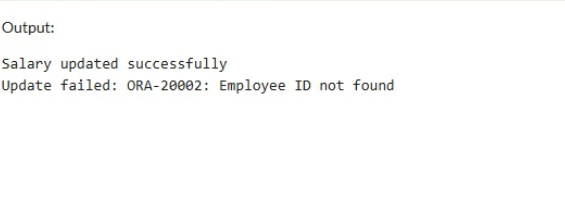 Output:
Salary updated successfully
Update failed: ORA-20002: Employee ID not found